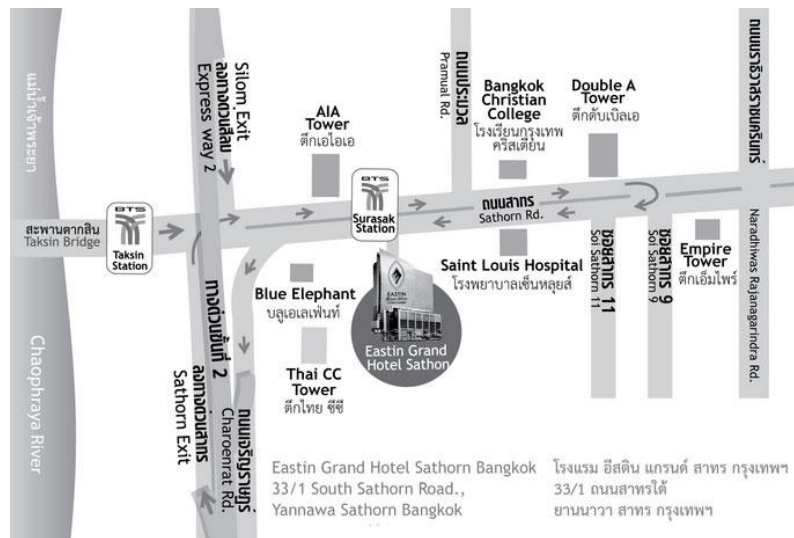 แม่น้ำเจ้าพระยา
Chaophraya River
สะพานตากสิน
Taksin Bridge
BTS
Taksin
Station
Silom Exit
ลงทางด่วนสีลม
Express way 2
ทางด่วนขั้นที่ 2
ลงทางด่วนสาทร
Sathorn Exit
ถนนเจริญราษฎร์
Charoenrat Rd.
AIA
Tower
ตึกเอไอเอ
BTS
Surasak
Station
ถนนประมวล
Pramual Rd.
Bangkok
Christian
College
โรงเรียนกรุงเทพ
คริสเตียน
Double A
Tower
ตึกดับเบิลเอ
ถนนนราธิวาสราชนครินทร์
Naradhiwas Rajanagarindra Rd.
ถนนสาทร
Sathorn Rd.
Blue Elephant
บลูเอเลเฟ่นท์
Thai CC
Tower
ตึกไทย ซีซี
EASTIN
Eastin Grand
Hotel Sathon
Saint Louis Hospital
โรงพยาบาลเซ็นหลุยส์
ซอยสาทร 11
Soi Sathorn 11
ซอยสาทร 9
Soi Sathorn 9
Empire
Tower
ตึกเอ็มไพร์
Eastin Grand Hotel Sathorn Bangkok
33/1 South Sathorn Road.,
Yannawa Sathorn Bangkok
โรงแรม อีสติน แกรนด์ สาทร กรุงเทพฯ
33/1 ถนนสาทรใต้
ยานนาวา สาทร กรุงเทพฯ